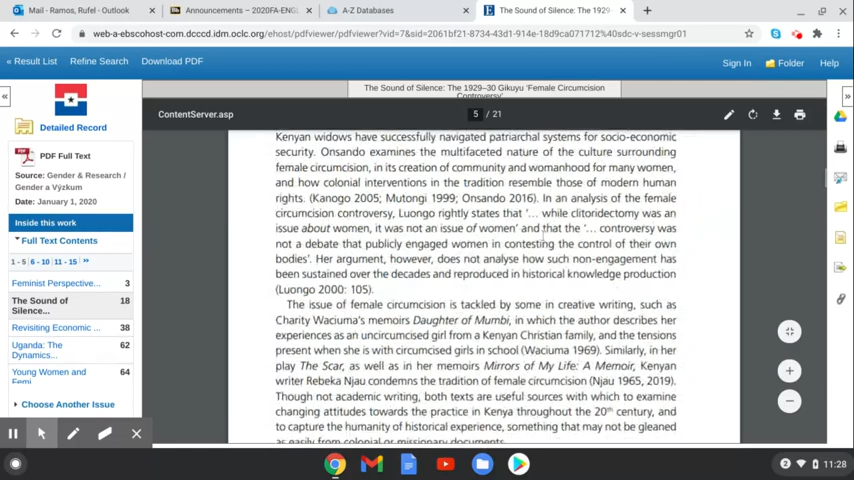 Mail - Ramos, Rufel - Outlook
Announcements – 2020FA-ENGL
A-Z Databases
The Sound of Silence: The 1929
web-a-ebscohost-com.dcccd.idm.oclc.org/ehost/pdfviewer/pdfviewer?vid=7&sid=2061bf21-8734-43d1-914e-18d9ca071712%40sdc-v-sessmgr01
« Result List Refine Search Download PDF
Sign In Folder Help
The Sound of Silence: The 1929–30 Gikuyu 'Female Circumcision
Controversy'
Detailed Record
PDF Full Text
Source: Gender & Research /
Gender a Výzkum
Date: January 1, 2020
Inside this work
Full Text Contents
1 - 5 6 - 10 11 - 15
Feminist Perspective... 3
The Sound of
Silence... 18
Revisiting Economic ... 38
Uganda: The
Dynamics... 62
Young Women and 64
Femi
Choose Another Issue
ContentServer.asp
5 / 21
Kenyan widows have successfully navigated patriarchal systems for socio-economic
security. Onsando examines the multifaceted nature of the culture surrounding
female circumcision, in its creation of community and womanhood for many women,
and how colonial interventions in the tradition resemble those of modern human
rights. (Kanogo 2005; Mutongi 1999; Onsando 2016). In an analysis of the female
circumcision controversy, Luongo rightly states that '… while clitoridectomy was an
issue about women, it was not an issue of women' and that the '… controversy was
not a debate that publicly engaged women in contesting the control of their own
bodies'. Her argument, however, does not analyse how such non-engagement has
been sustained over the decades and reproduced in historical knowledge production
(Luongo 2000: 105).
The issue of female circumcision is tackled by some in creative writing, such as
Charity Waciuma's memoirs Daughter of Mumbi, in which the author describes her
experiences as an uncircumcised girl from a Kenyan Christian family, and the tensions
present when she is with circumcised girls in school (Waciuma 1969). Similarly, in her
play The Scar, as well as in her memoirs Mirrors of My Life: A Memoir, Kenyan
writer Rebeka Njau condemns the tradition of female circumcision (Njau 1965, 2019).
Though not academic writing, both texts are useful sources with which to examine
changing attitudes towards the practice in Kenya throughout the 20th century, and
to capture the humanity of historical experience, something that may not be gleaned
as easily from colonial or missionary documents.
2 11:28